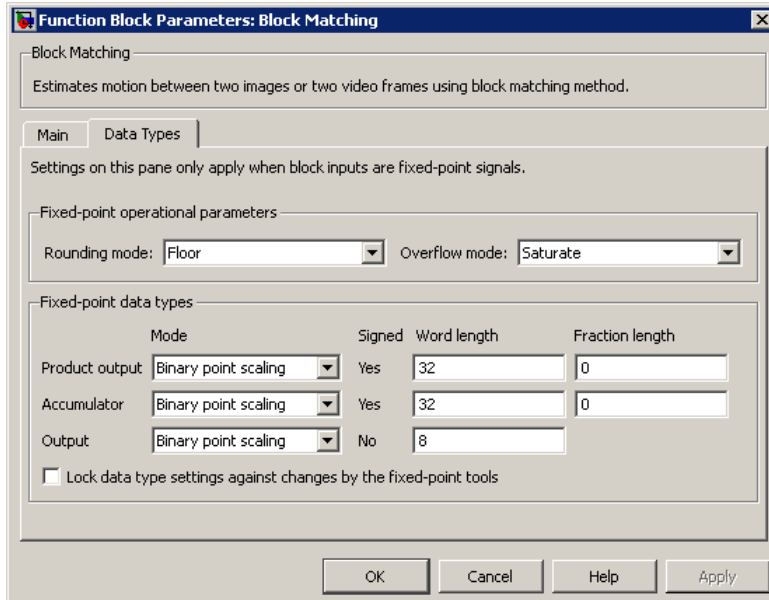 Function Block Parameters: Block Matching
Block Matching
Estimates motion between two images or two video frames using block matching method.
Main Data Types
Settings on this pane only apply when block inputs are fixed-point signals.
Fixed-point operational parameters
Rounding mode: Floor Overflow mode: Saturate
Fixed-point data types
Mode Signed Word length Fraction length
Product output Binary point scaling Yes 32 0
Accumulator Binary point scaling Yes 32 0
Output Binary point scaling No 8
Lock data type settings against changes by the fixed-point tools
OK Cancel Help Apply